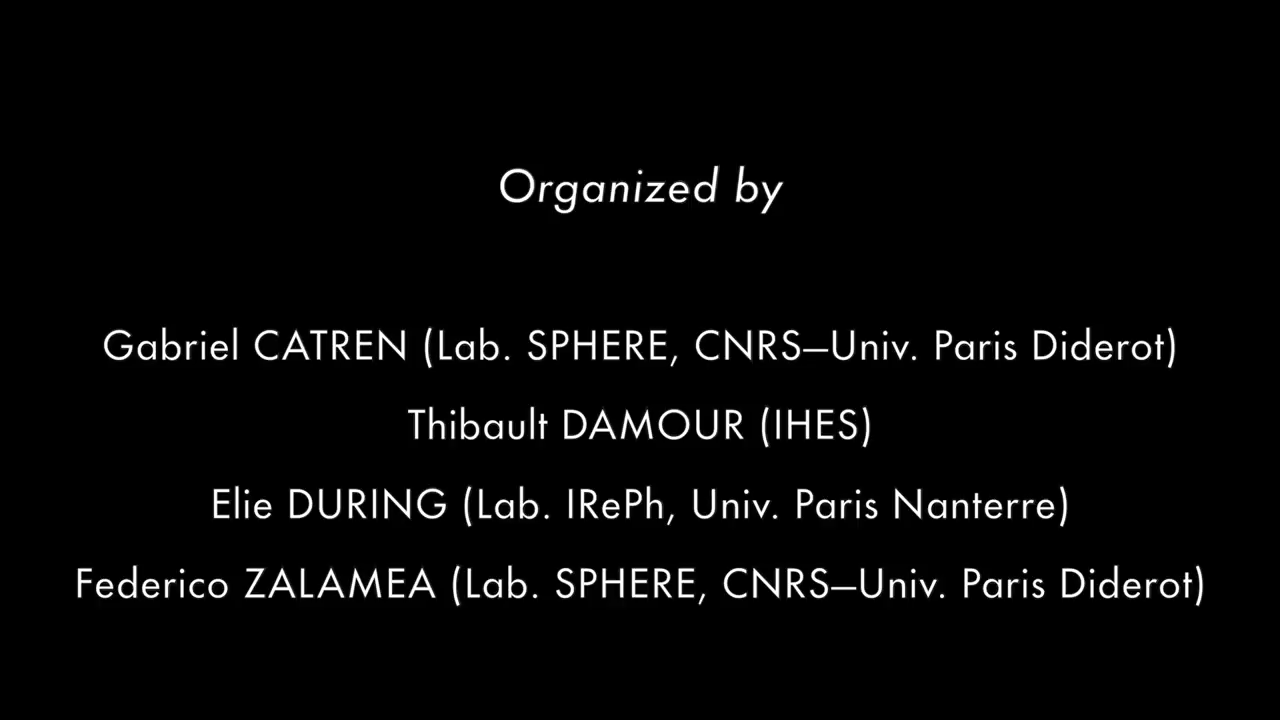 Organized by
Gabriel CATREN (Lab. SPHERE, CNRS—Univ. Paris Diderot)
Thibault DAMOUR (IHES)
Elie DURING (Lab. IRePh, Univ. Paris Nanterre)
Federico ZALAMEA (Lab. SPHERE, CNRS—Univ. Paris Diderot)